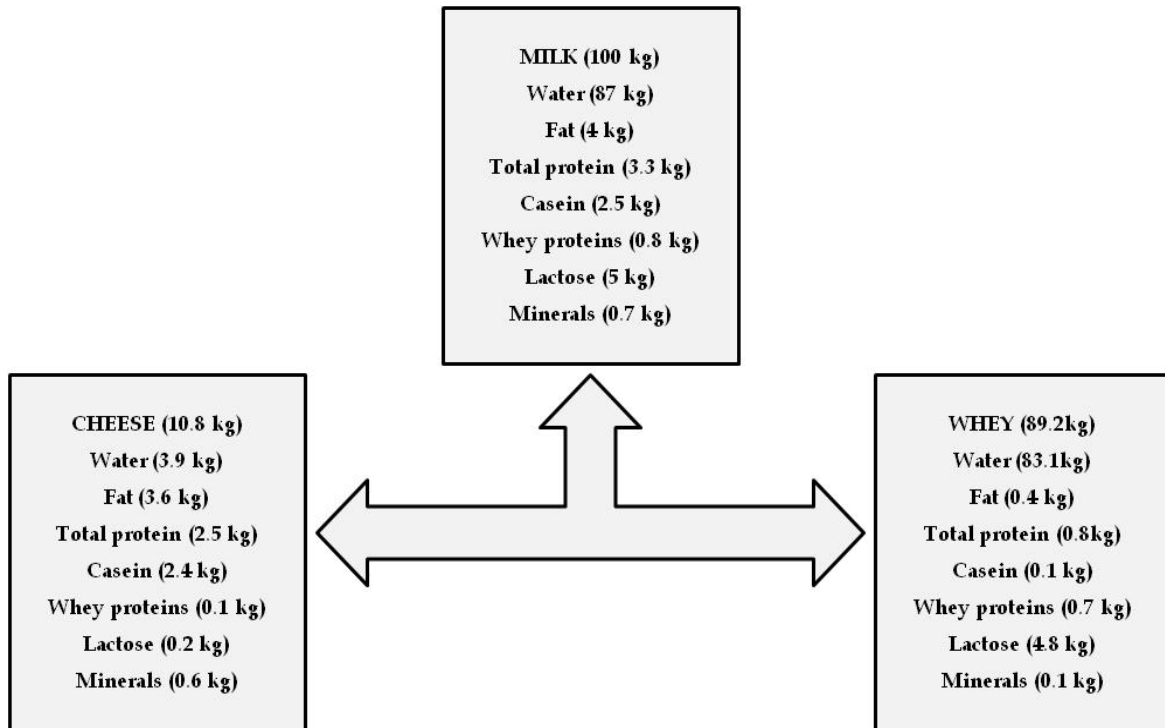 MILK (100 kg)
Water (87 kg)
Fat (4 kg)
Total protein (3.3 kg)
Casein (2.5 kg)
Whey proteins (0.8 kg)
Lactose (5 kg)
Minerals (0.7 kg)
CHEESE (10.8 kg)
Water (3.9 kg)
Fat (3.6 kg)
Total protein (2.5 kg)
Casein (2.4 kg)
Whey proteins (0.1 kg)
Lactose (0.2 kg)
Minerals (0.6 kg)
WHEY (89.2kg)
Water (83.1kg)
Fat (0.4 kg)
Total protein (0.8kg)
Casein (0.1 kg)
Whey proteins (0.7 kg)
Lactose (4.8 kg)
Minerals (0.1 kg)